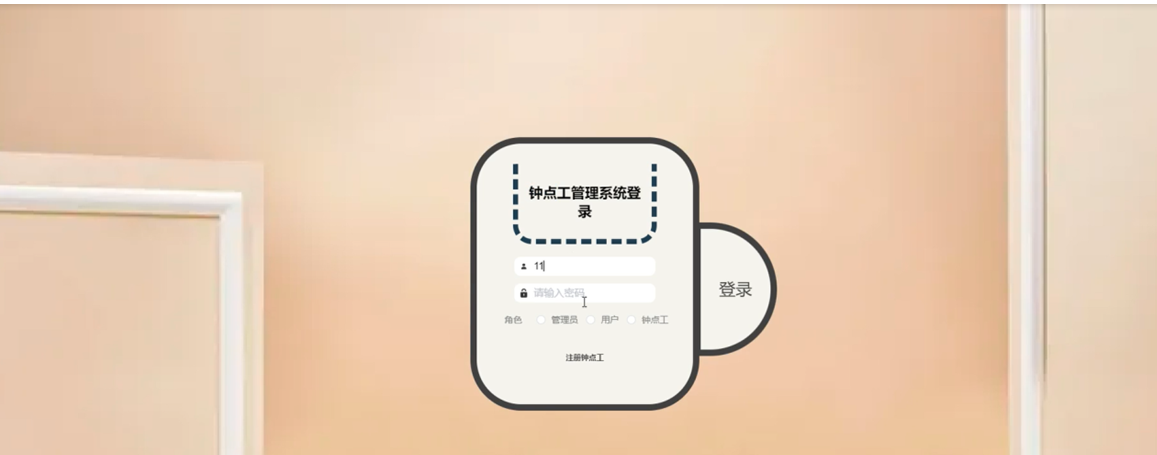 钟点工管理系统登
录
11
请输入密码
角色 管理员 用户 钟点工
登录
注册钟点工